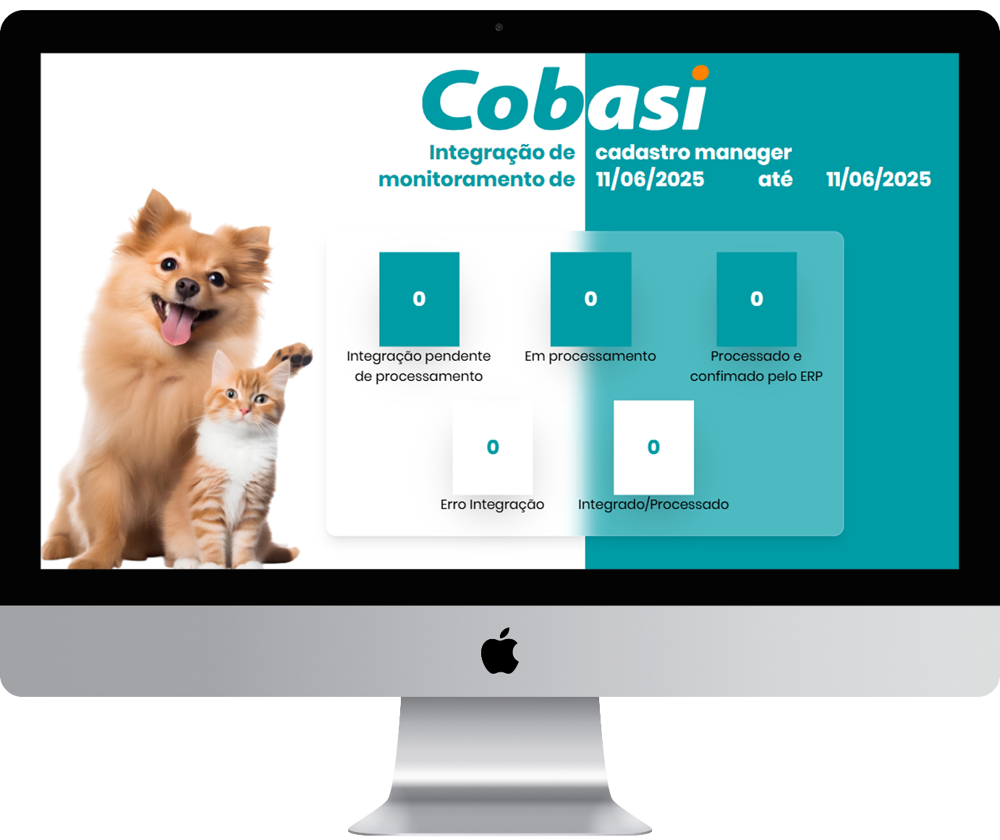 Cobasi
Integração de cadastro manager
monitoramento de 11/06/2025 até 11/06/2025
0
0
0
Integração pendente
de processamento
Em processamento
Processado e
confimado pelo ERP
0
0
Erro Integração
Integrado/Processado